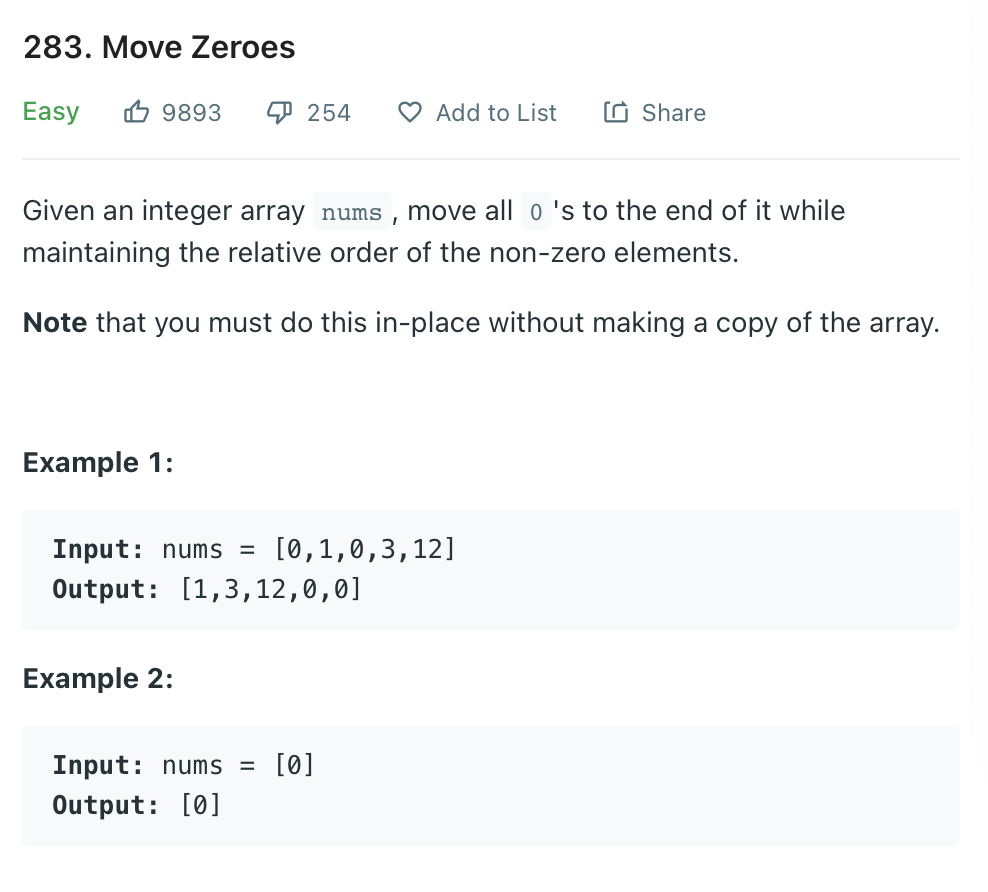 283. Move Zeroes
Easy 9893 254 Add to List Share
Given an integer array nums , move all 0 's to the end of it while
maintaining the relative order of the non-zero elements.
Note that you must do this in-place without making a copy of the array.
Example 1:
Input: nums = [0,1,0,3,12]
Output: [1,3,12,0,0]
Example 2:
Input: nums = [0]
Output: [0]